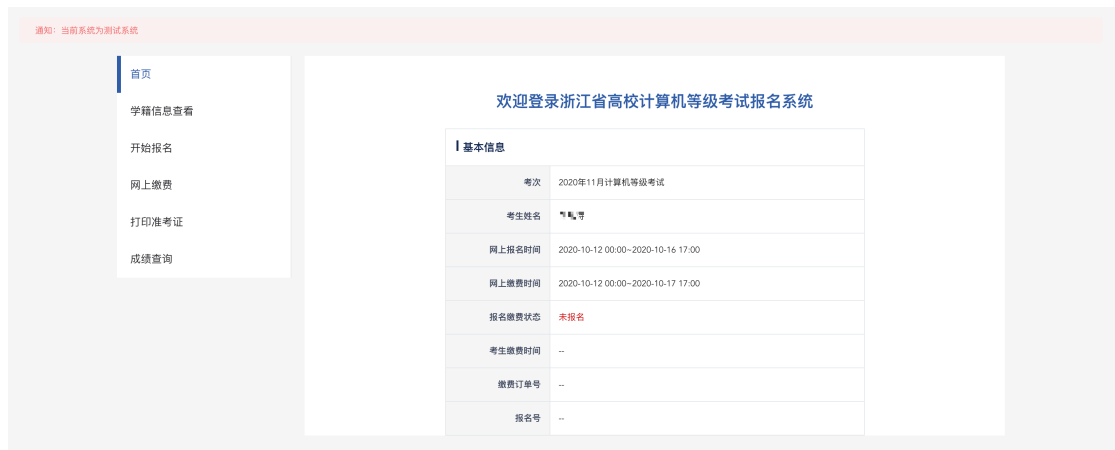 通知：当前系统为测试系统
首页
学籍信息查看
开始报名
网上缴费
打印准考证
成绩查询
欢迎登录浙江省高校计算机等级考试报名系统
基本信息
考次 2020年11月计算机等级考试
考生姓名
网上报名时间 2020-10-12 00:00~2020-10-16 17:00
网上缴费时间 2020-10-12 00:00~2020-10-17 17:00
报名缴费状态 未报名
考生缴费时间 --
缴费订单号 --
报名号 --